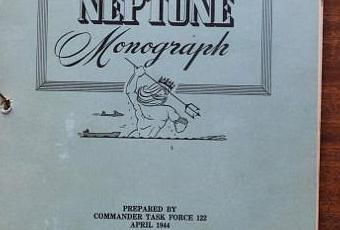 NEPTUNE
Monograph
PREPARED BY
COMMANDER TASK FORCE 122
APRIL 1944